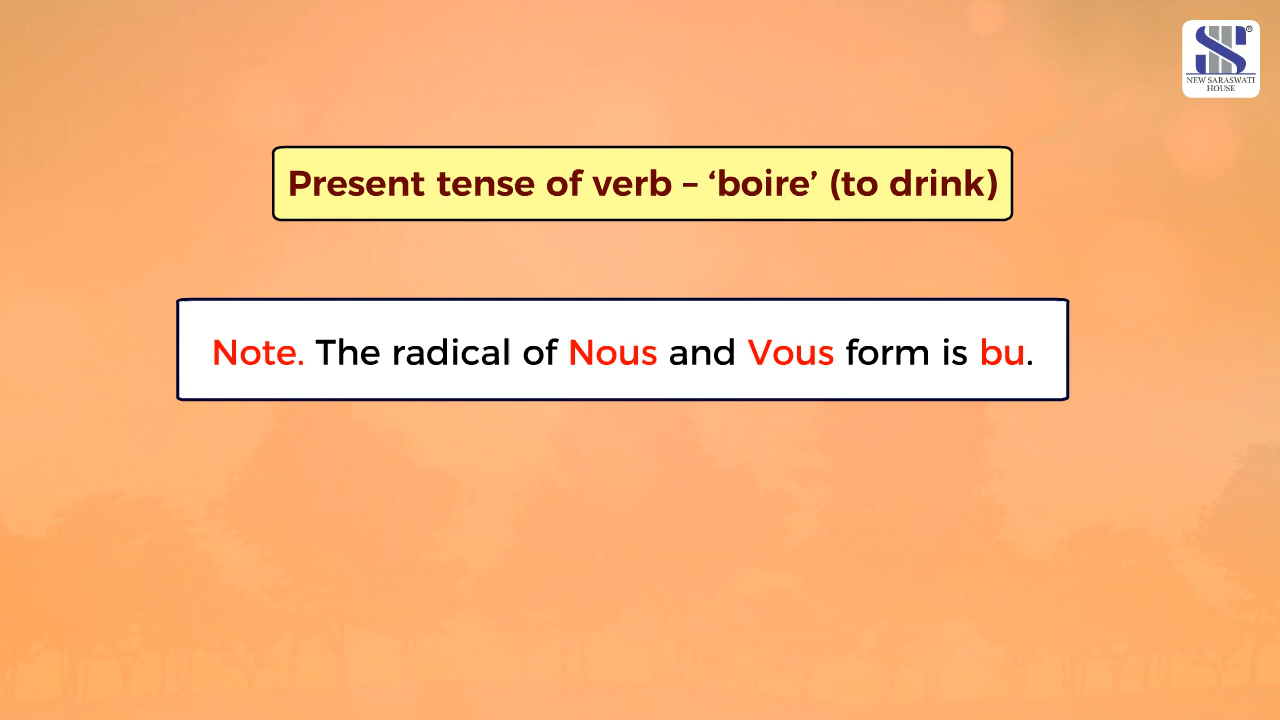 NEW SARASWATI
HOUSE
Present tense of verb – ‘boire’ (to drink)
Note. The radical of Nous and Vous form is bu.